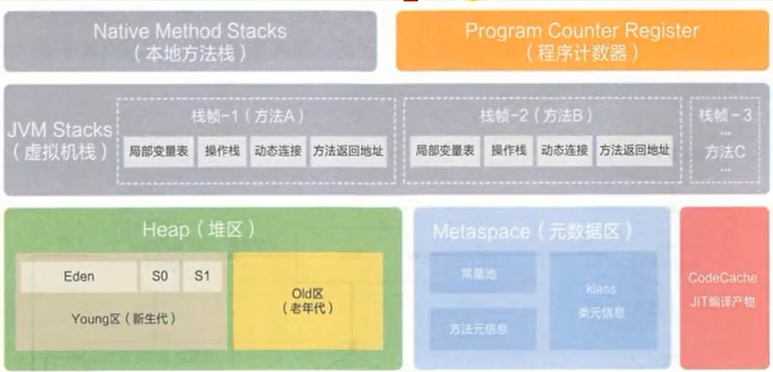 Native Method Stacks
（本地方法栈）
Program Counter Register
（程序计数器）
JVM Stacks
（虚拟机栈）
栈帧-1（方法A）
局部变量表
操作栈
动态连接
方法返回地址
栈帧-2（方法B）
局部变量表
操作栈
动态连接
方法返回地址
栈帧-3
...
方法C
...
Heap（堆区）
Eden
S0
S1
Young区（新生代）
Old区
（老年代）
Metaspace（元数据区）
常量池
方法元信息
klass
类元信息
CodeCache
JIT编译产物